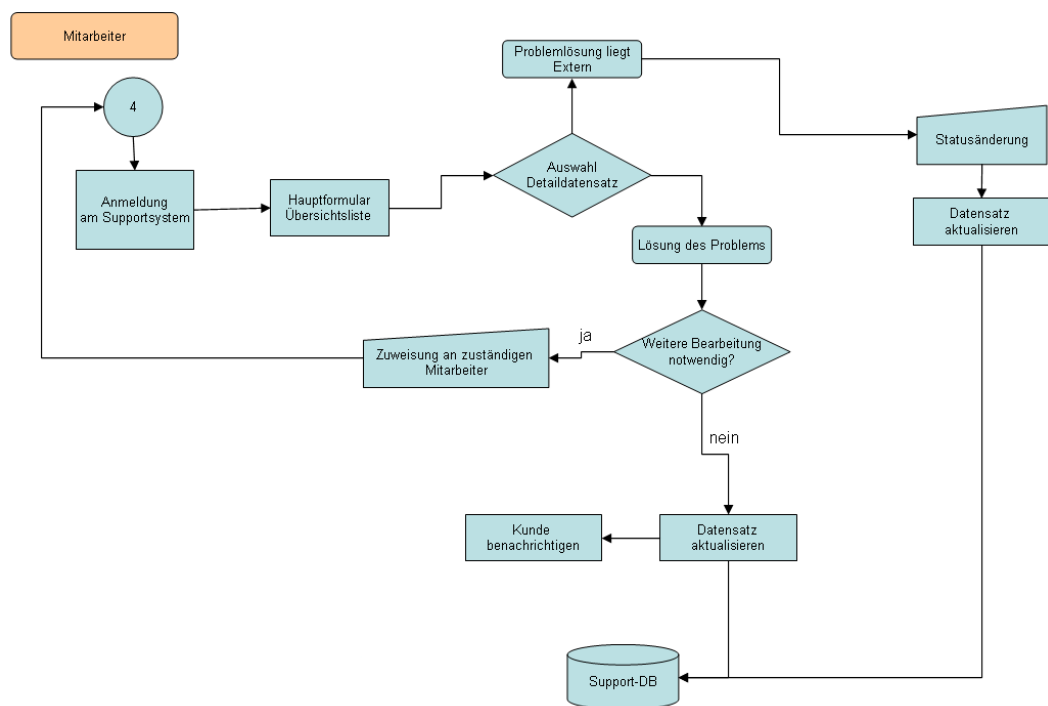 Mitarbeiter
4
Anmeldung
am Supportsystem
Hauptformular
Übersichtsliste
Auswahl
Detaildatensatz
Problemlösung liegt
Extern
Statusänderung
Datensatz
aktualisieren
Lösung des Problems
Weitere Bearbeitung
notwendig?
ja
Zuweisung an zuständigen
Mitarbeiter
nein
Datensatz
aktualisieren
Kunde
benachrichtigen
Support-DB